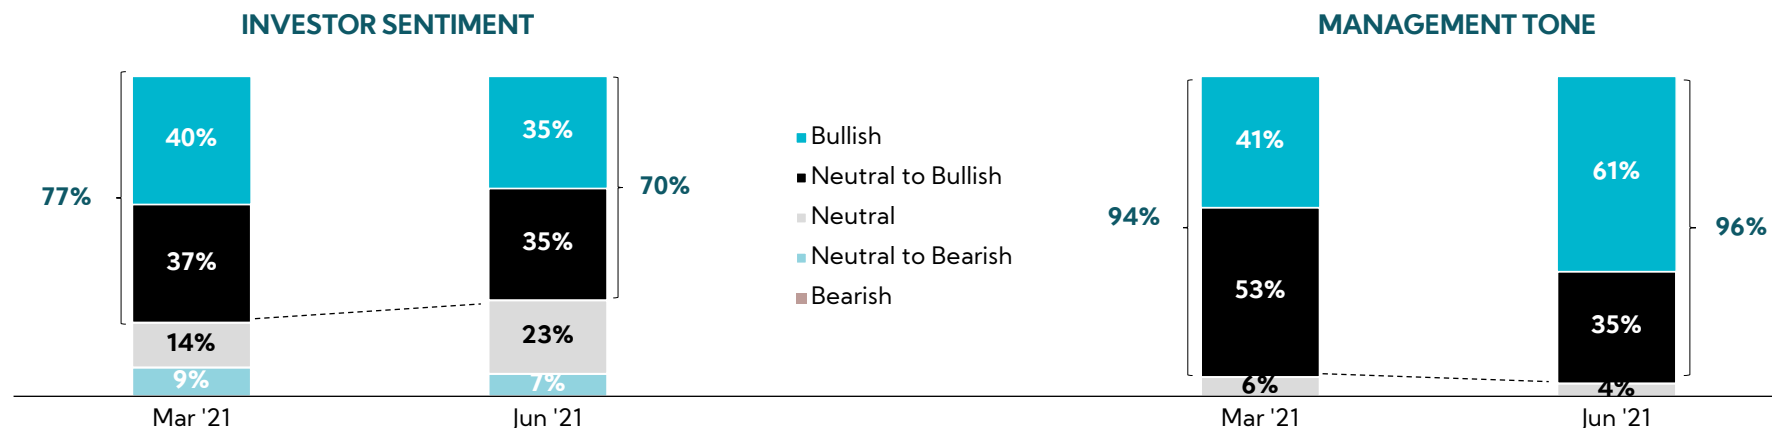 INVESTOR SENTIMENT
40%
37%
14%
9%
77%
Mar '21
35%
35%
23%
7%
70%
Jun '21
Bullish
Neutral to Bullish
Neutral
Neutral to Bearish
Bearish
MANAGEMENT TONE
41%
53%
6%
94%
Mar '21
61%
35%
4%
96%
Jun '21